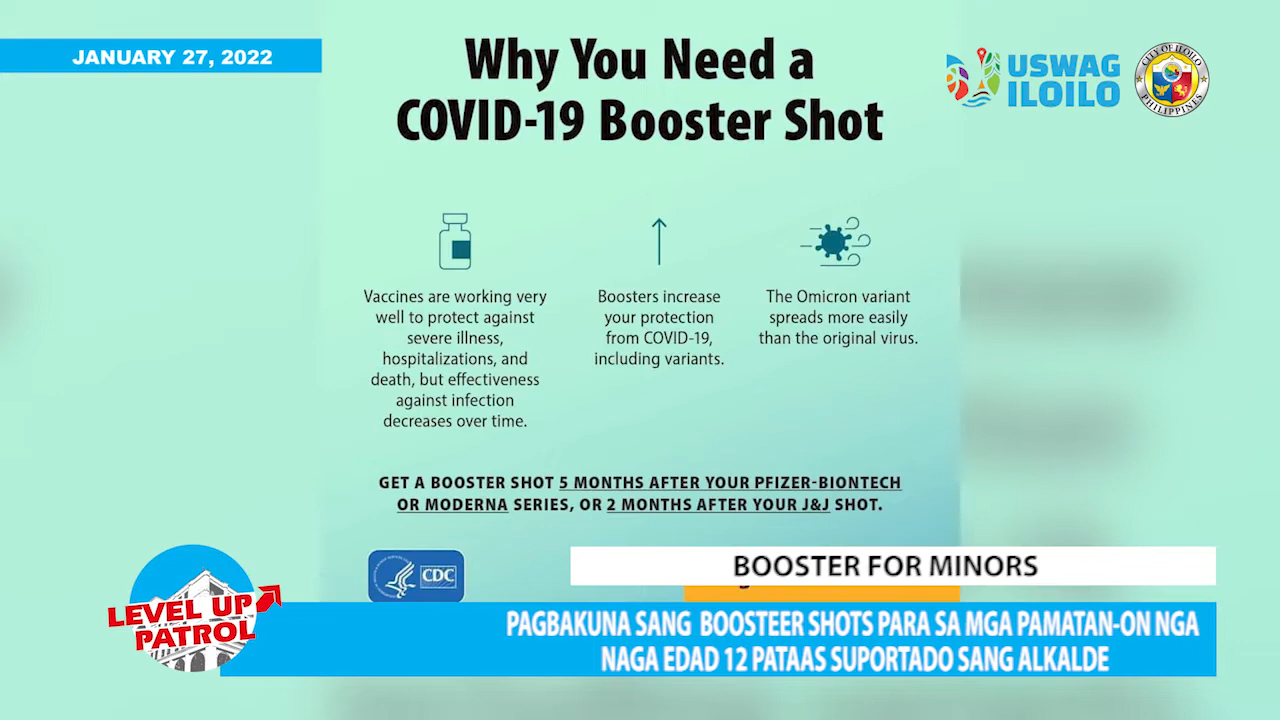 JANUARY 27, 2022
Why You Need a
COVID-19 Booster Shot
USWAG
ILOILO
CITY OF ILOILO
PHILIPPINES
Vaccines are working very
well to protect against
severe illness,
hospitalizations, and
death, but effectiveness
against infection
decreases over time.
Boosters increase
your protection
from COVID-19,
including variants.
The Omicron variant
spreads more easily
than the original virus.
GET A BOOSTER SHOT 5 MONTHS AFTER YOUR PFIZER-BIONTECH
OR MODERNA SERIES, OR 2 MONTHS AFTER YOUR J&J SHOT.
CDC
BOOSTER FOR MINORS
LEVEL UP
PATROL
PAGBAKUNA SANG BOOSTEER SHOTS PARA SA MGA PAMATAN-ON NGA
NAGA EDAD 12 PATAAS SUPORTADO SANG ALKALDE